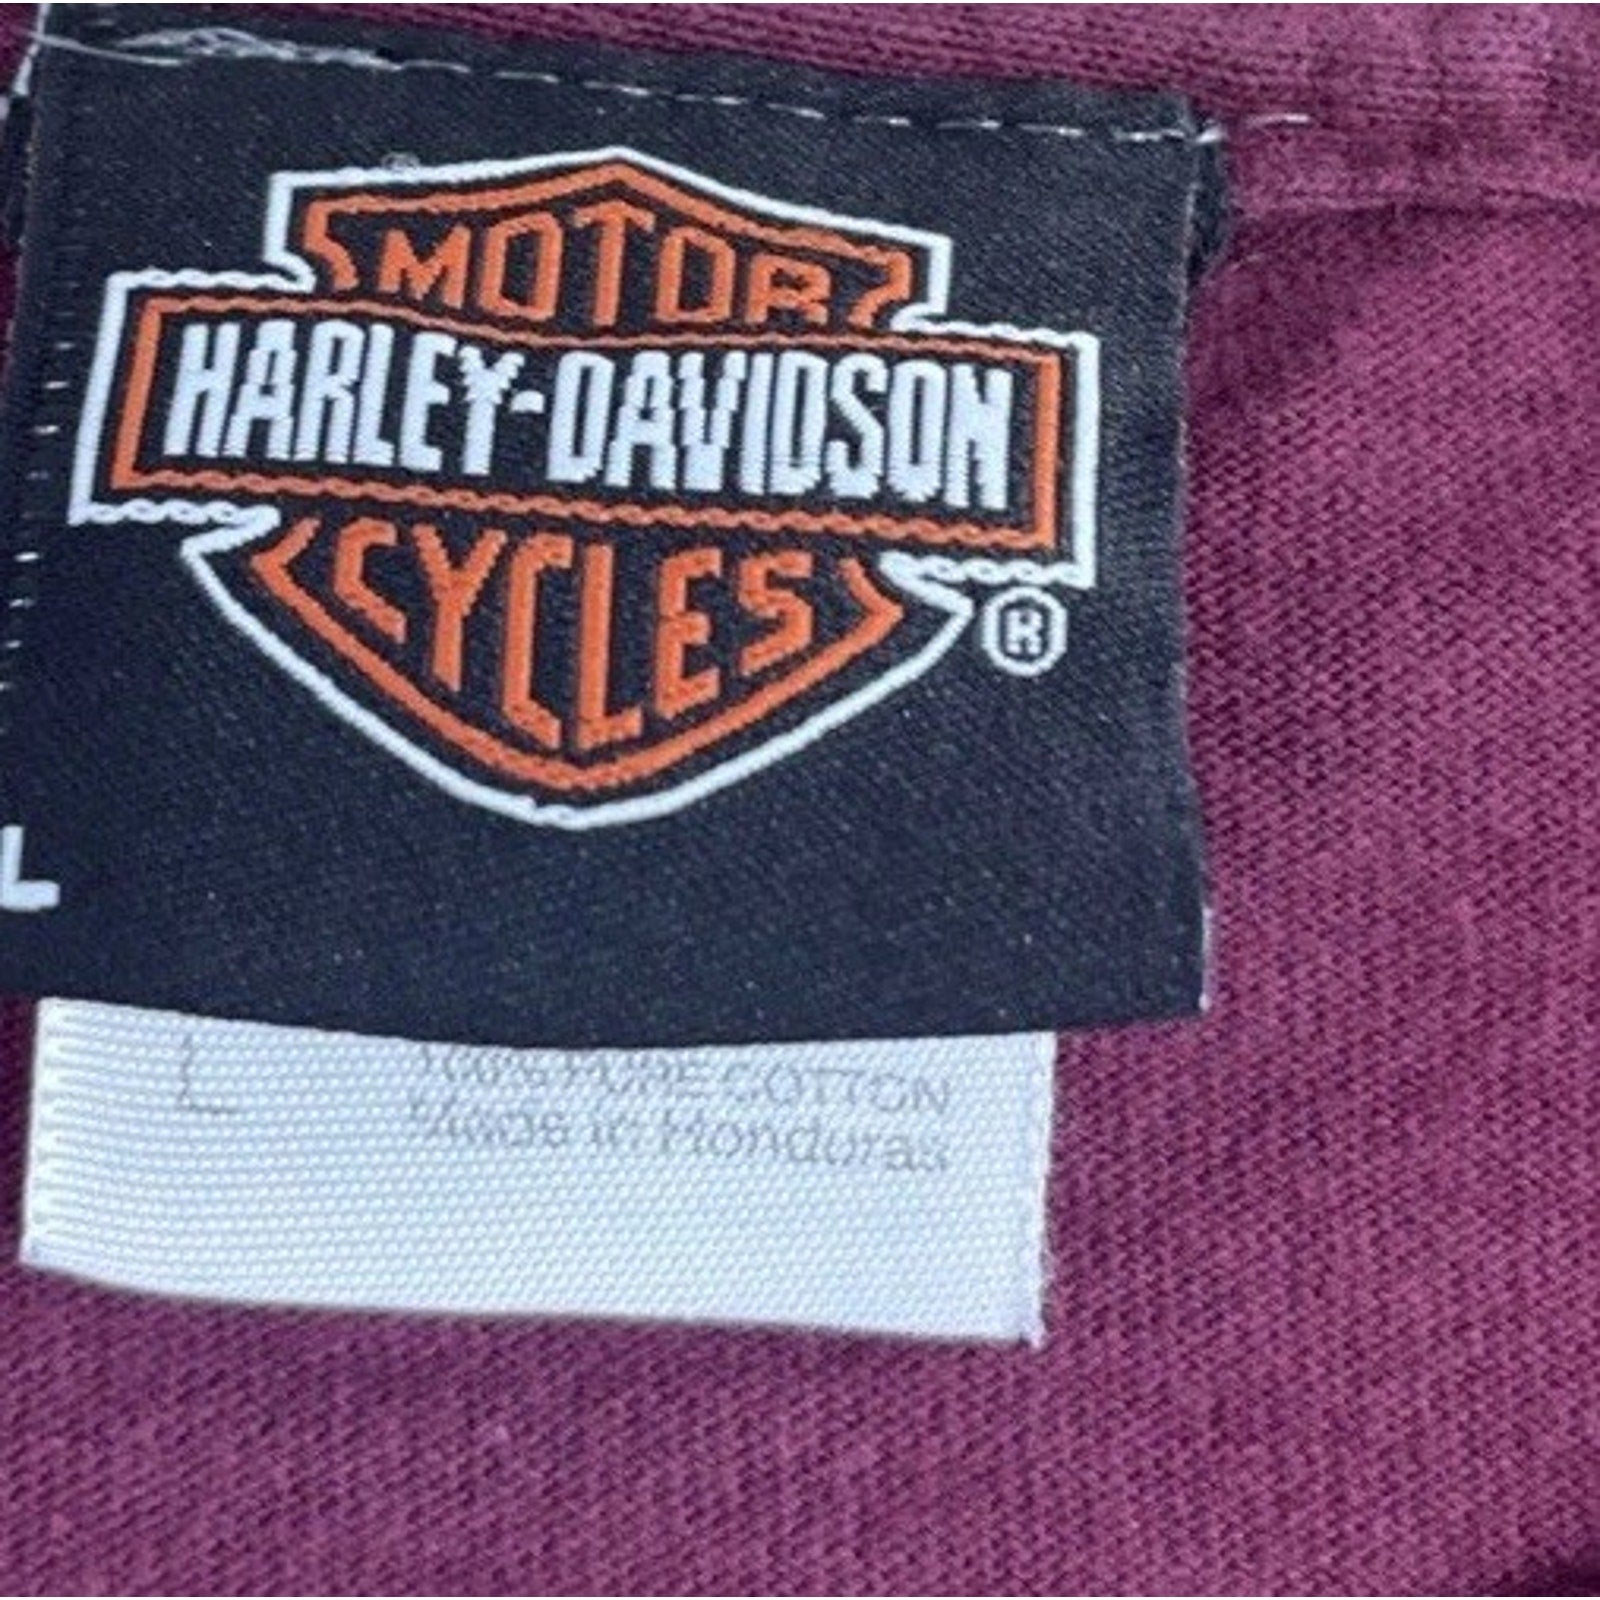 MOTOR
HARLEY-DAVIDSON
CYCLES
®
L
L 100% PURE COTTON
Made in Honduras